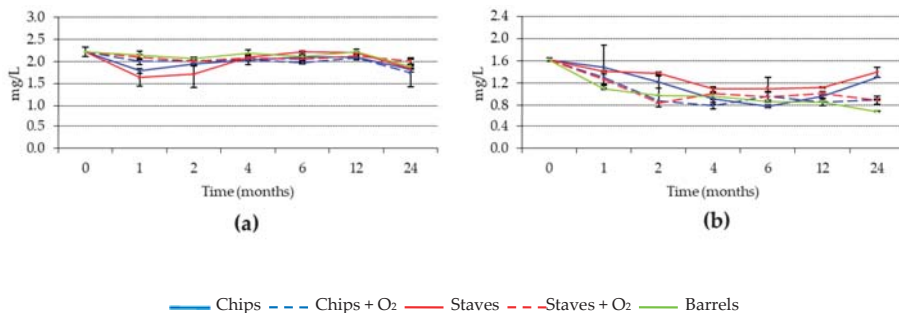 3.0
2.5
2.0
1.5
1.0
0.5
0.0
mg/L
0 1 2 4 6 12 24
Time (months)
(a)
2.4
2.0
1.6
1.2
0.8
0.4
0.0
mg/L
0 1 2 4 6 12 24
Time (months)
(b)
Chips Chips + O₂ Staves Staves + O₂ Barrels